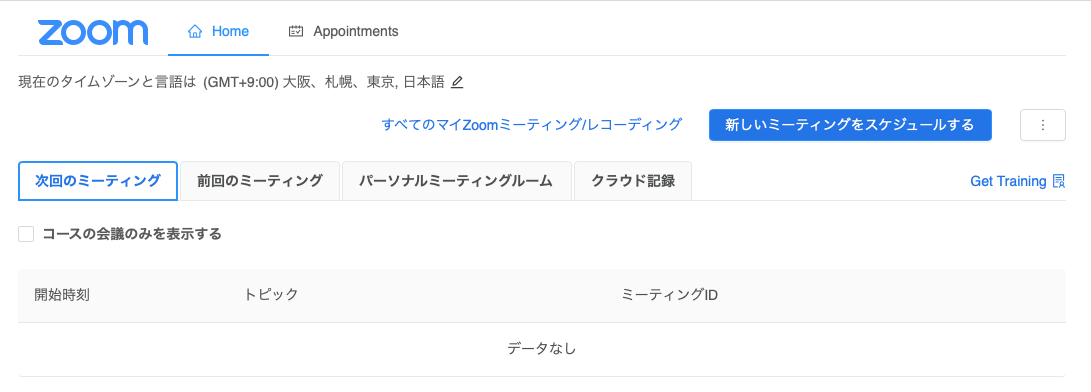 zoom Home Appointments
現在のタイムゾーンと言語は (GMT+9:00) 大阪、札幌、東京, 日本語
すべてのマイZoomミーティング/レコーディング 新しいミーティングをスケジュールする
次回のミーティング 前回のミーティング パーソナルミーティングルーム クラウド記録 Get Training
コースの会議のみを表示する
開始時刻 トピック ミーティングID
データなし